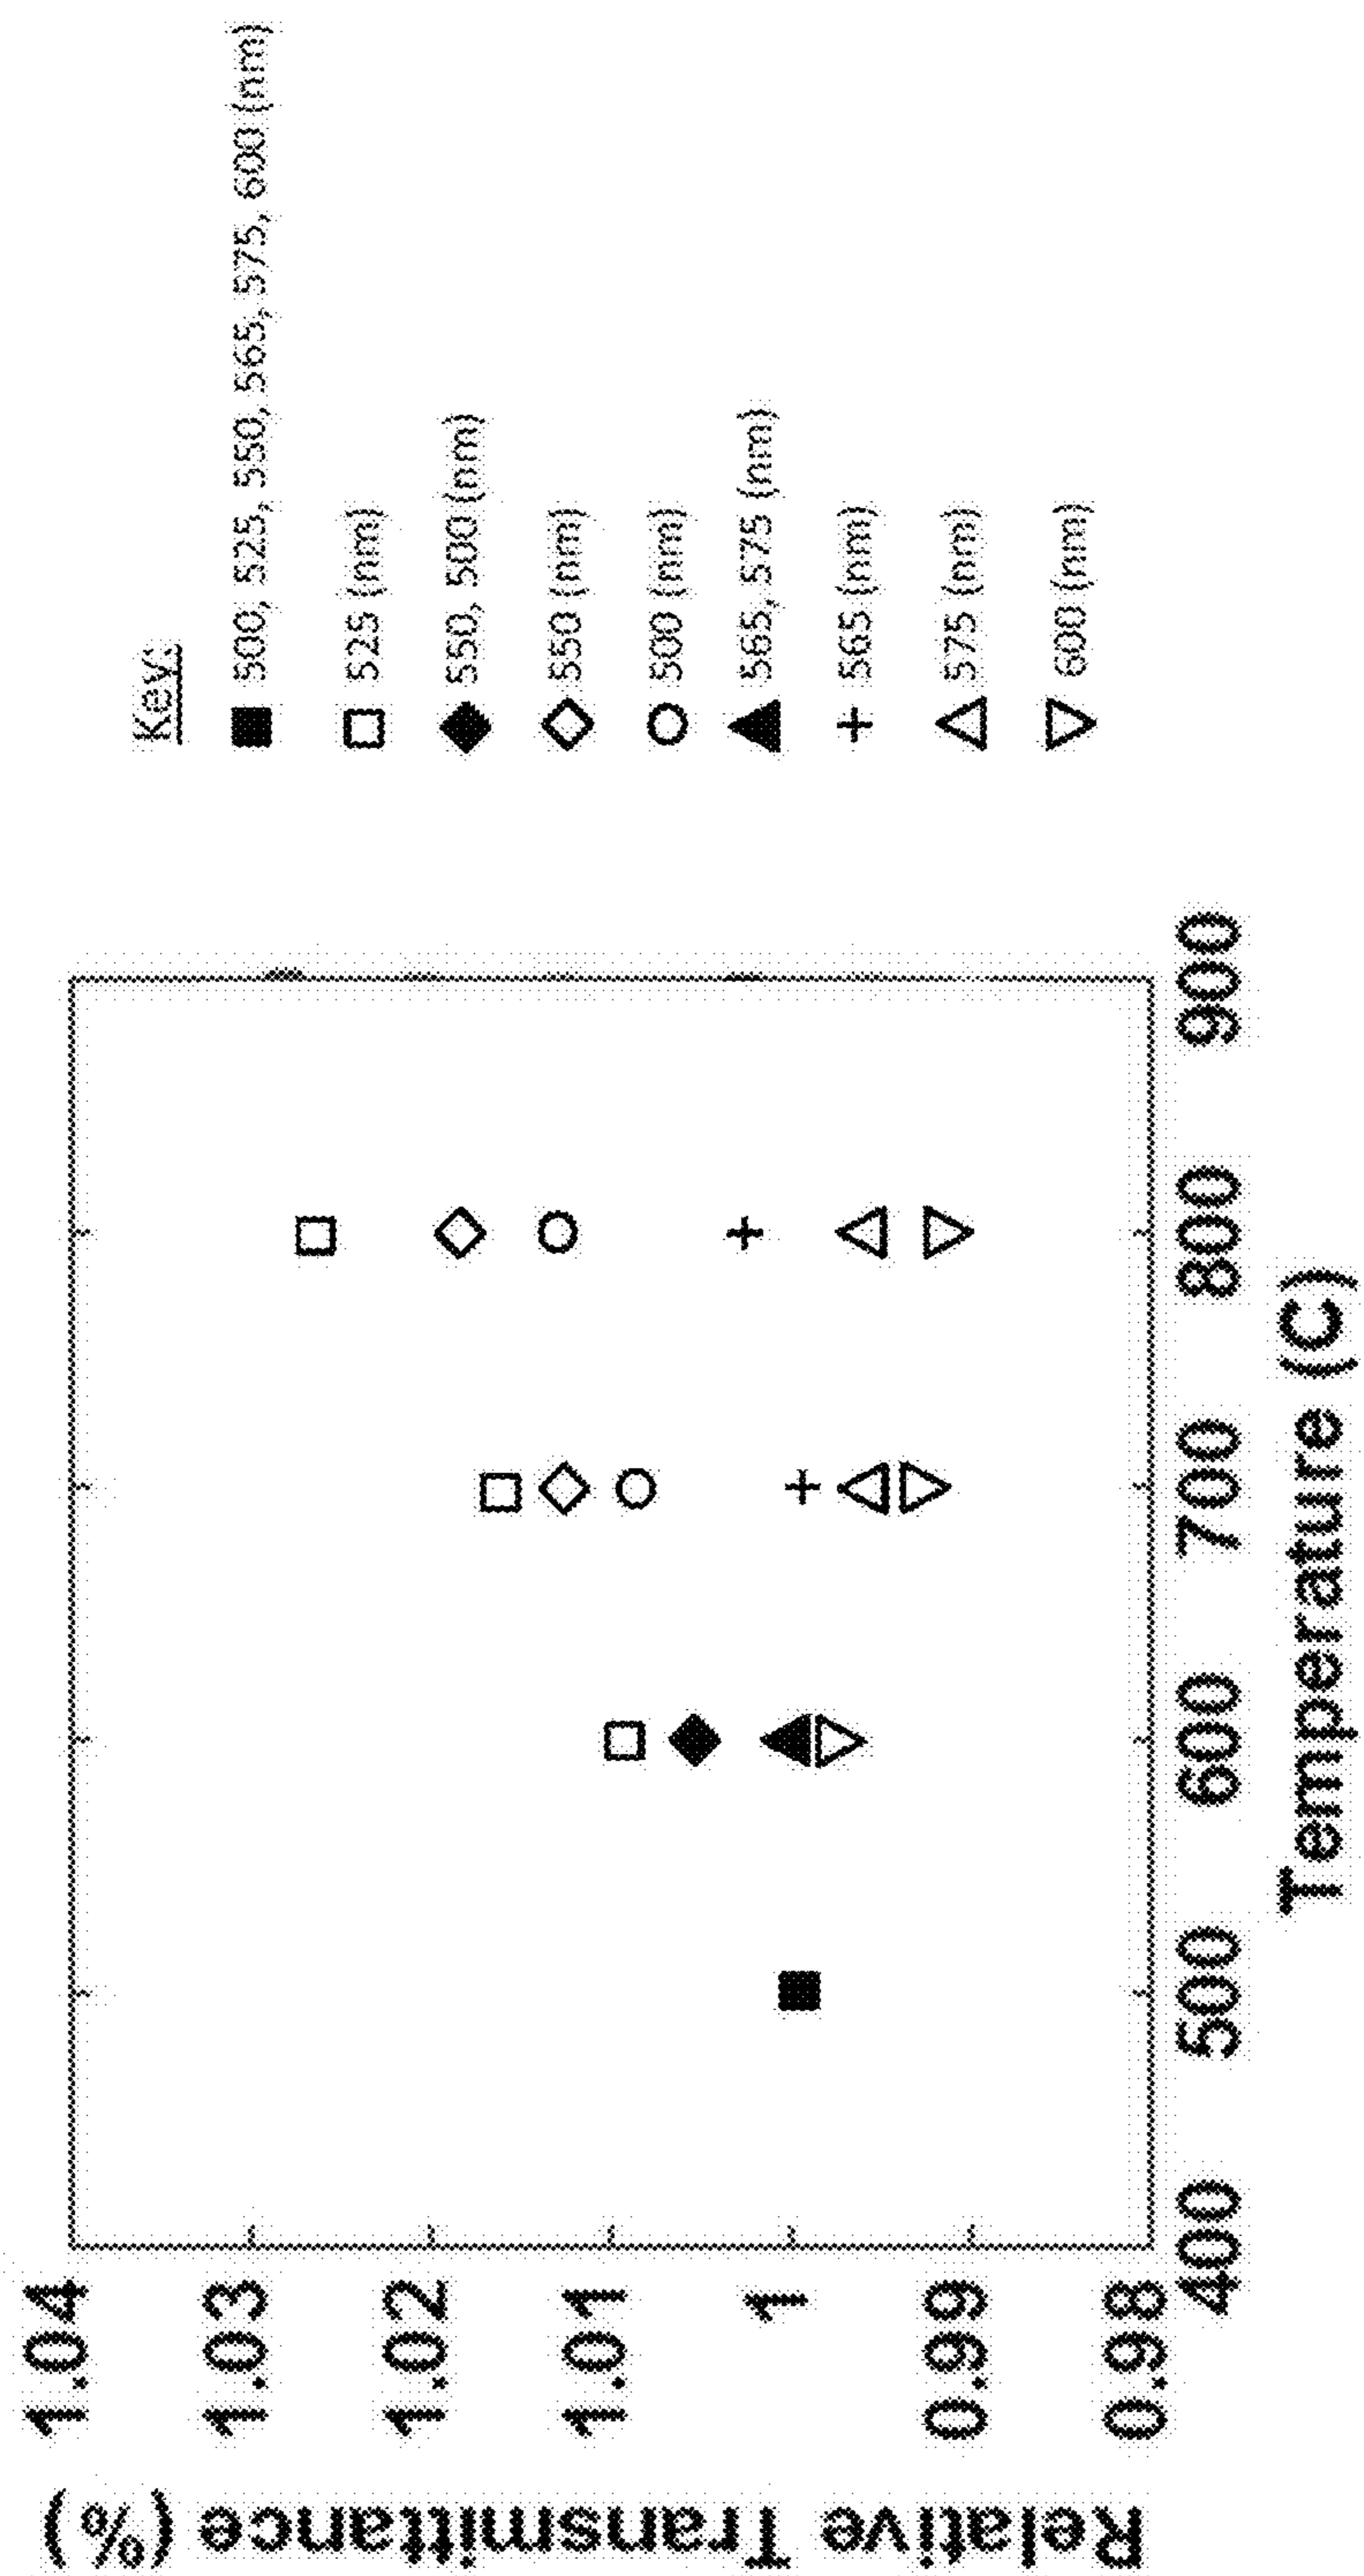 Relative Transmittance (%)
1.04
1.03
1.02
1.01
1
0.99
0.98
400
500
600
700
800
900
Temperature (C)
Key:
500, 525, 550, 565, 575, 600 (nm)
525 (nm)
550, 500 (nm)
550 (nm)
500 (nm)
565, 575 (nm)
565 (nm)
575 (nm)
600 (nm)